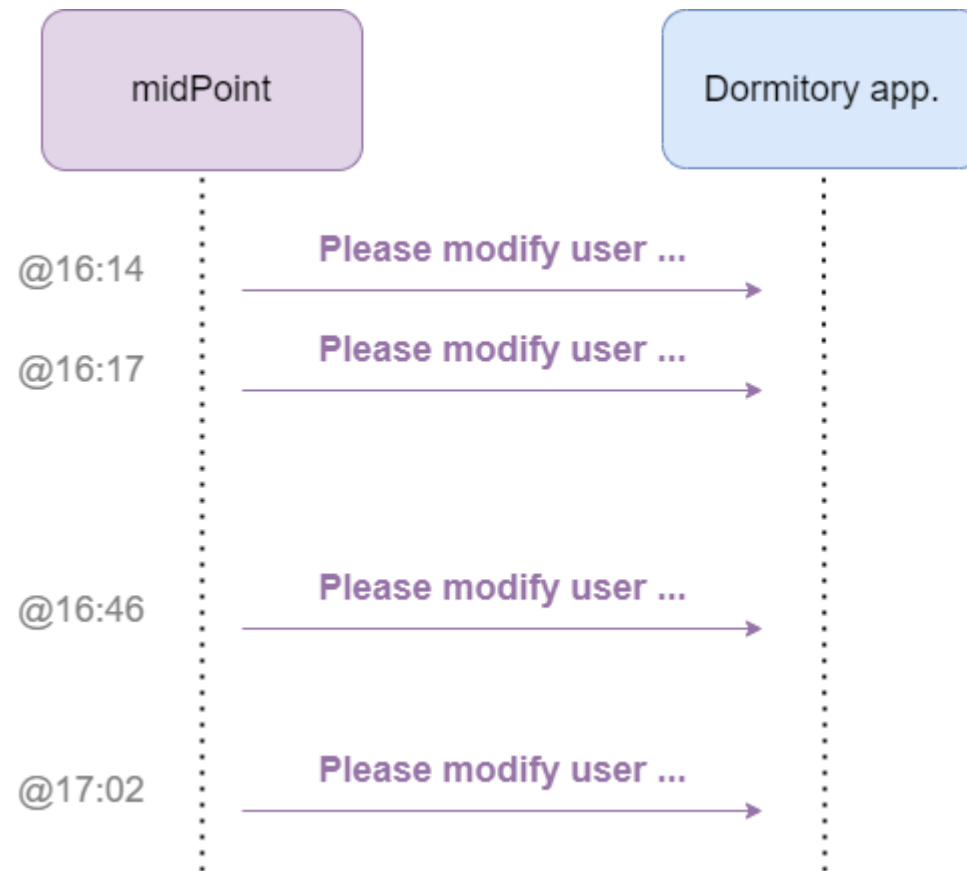 midPoint
Dormitory app.
@16:14
Please modify user ...
@16:17
Please modify user ...
@16:46
Please modify user ...
@17:02
Please modify user ...